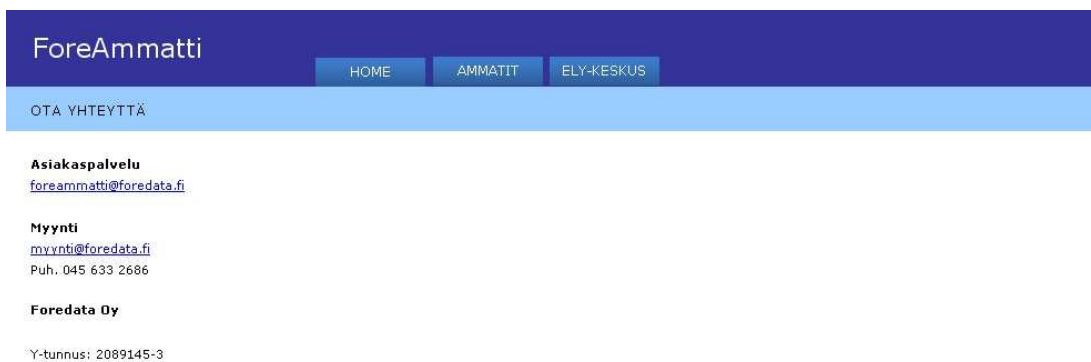 ForeAmmatti
HOME AMMATIT ELY-KESKUS
OTA YHTEYTTÄ
Asiakaspalvelu
foreammatti@foredata.fi
Myynti
myynti@foredata.fi
Puh. 045 633 2686
Foredata Oy
Y-tunnus: 2089145-3